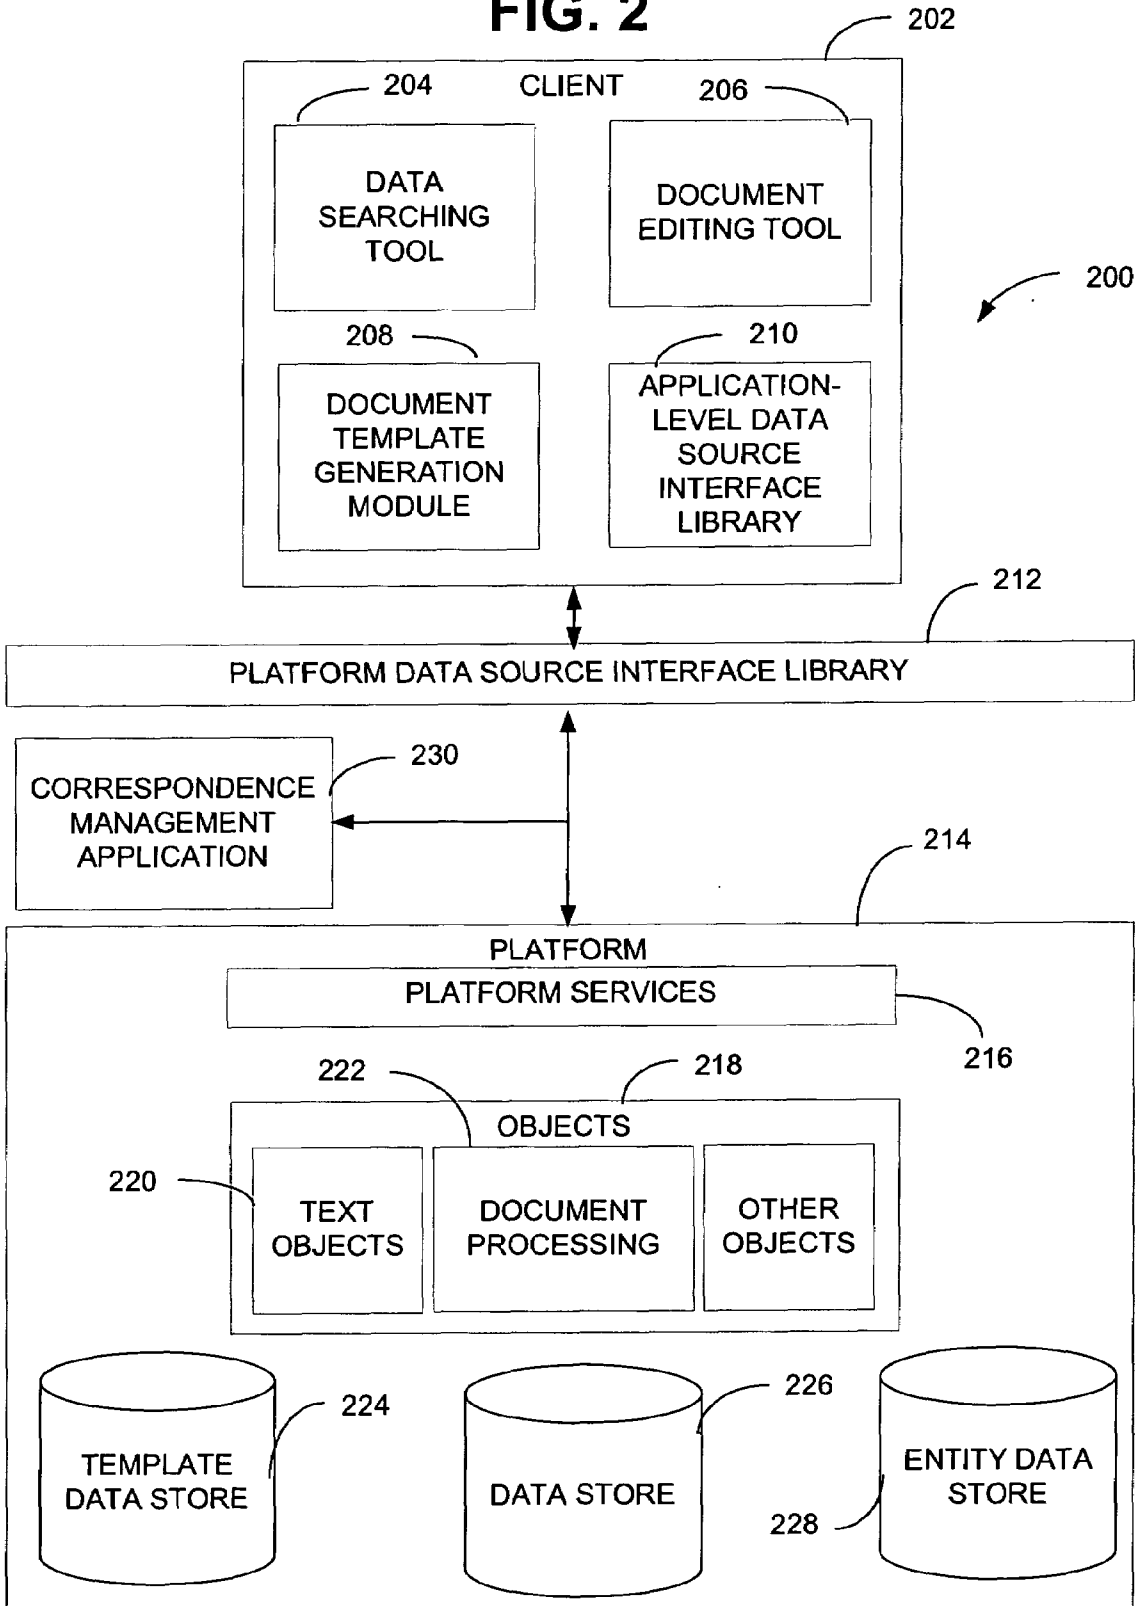 FIG. 2
202
CLIENT
204
206
DATA
SEARCHING
TOOL
DOCUMENT
EDITING TOOL
200
208
210
DOCUMENT
TEMPLATE
GENERATION
MODULE
APPLICATION-
LEVEL DATA
SOURCE
INTERFACE
LIBRARY
212
PLATFORM DATA SOURCE INTERFACE LIBRARY
230
CORRESPONDENCE
MANAGEMENT
APPLICATION
214
PLATFORM
PLATFORM SERVICES
216
222
218
OBJECTS
220
TEXT
OBJECTS
DOCUMENT
PROCESSING
OTHER
OBJECTS
224
226
TEMPLATE
DATA STORE
DATA STORE
ENTITY DATA
STORE
228